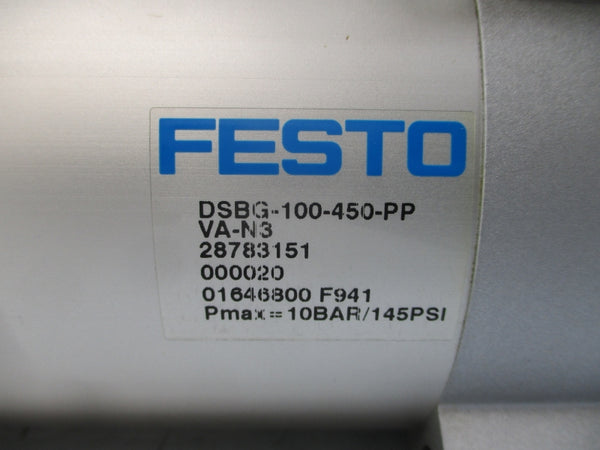 FESTO
DSBG-100-450-PP
VA-N3
28783151
000020
01646800 F941
Pmax=10BAR/145PSI